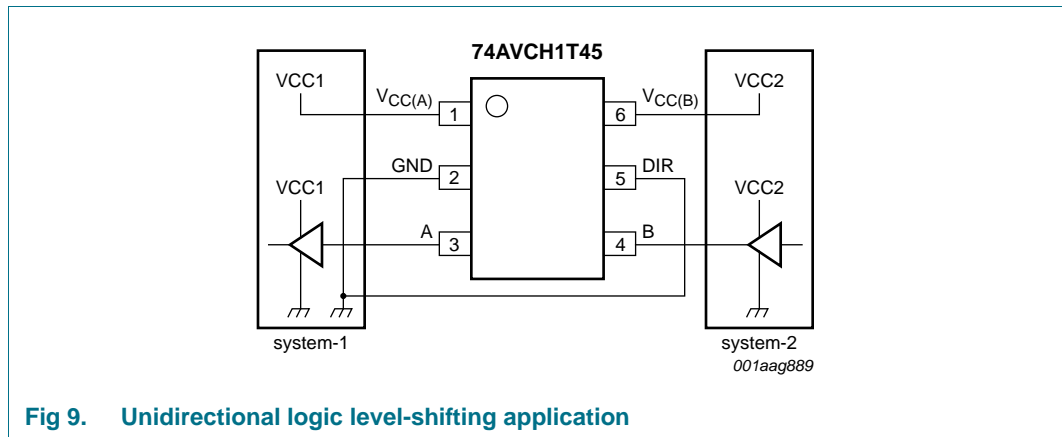 74AVCH1T45
VCC1
VCC(A)
1
6
VCC(B)
VCC2
GND
2
5
DIR
VCC1
VCC2
A
3
4
B
system-1
system-2
001aag889
Fig 9. Unidirectional logic level-shifting application